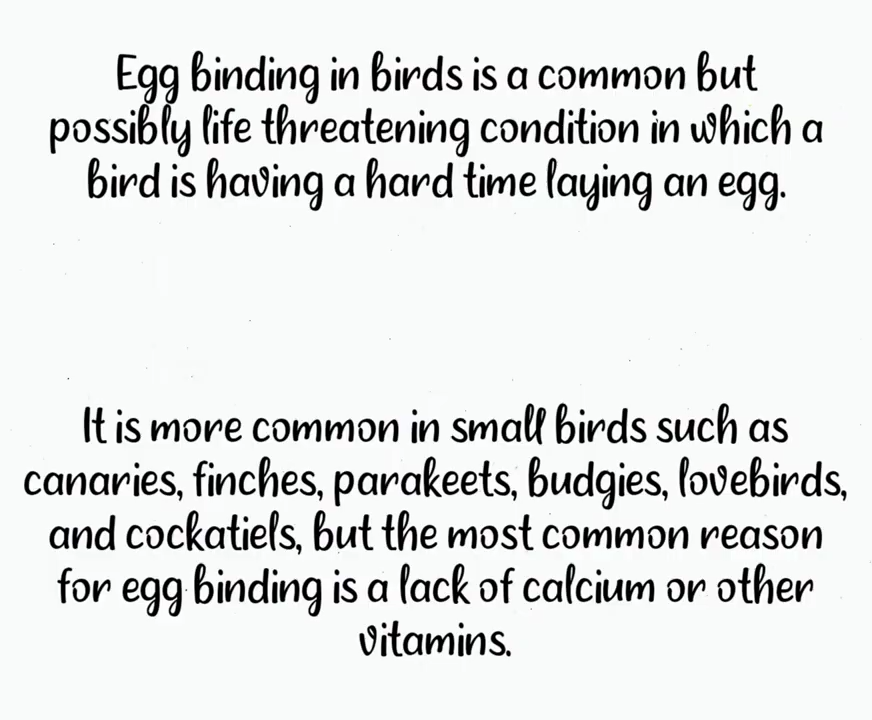 Egg binding in birds is a common but
possibly life threatening condition in which a
bird is having a hard time laying an egg.
It is more common in small birds such as
canaries, finches, parakeets, budgies, lovebirds,
and cockatiels, but the most common reason
for egg binding is a lack of calcium or other
vitamins.